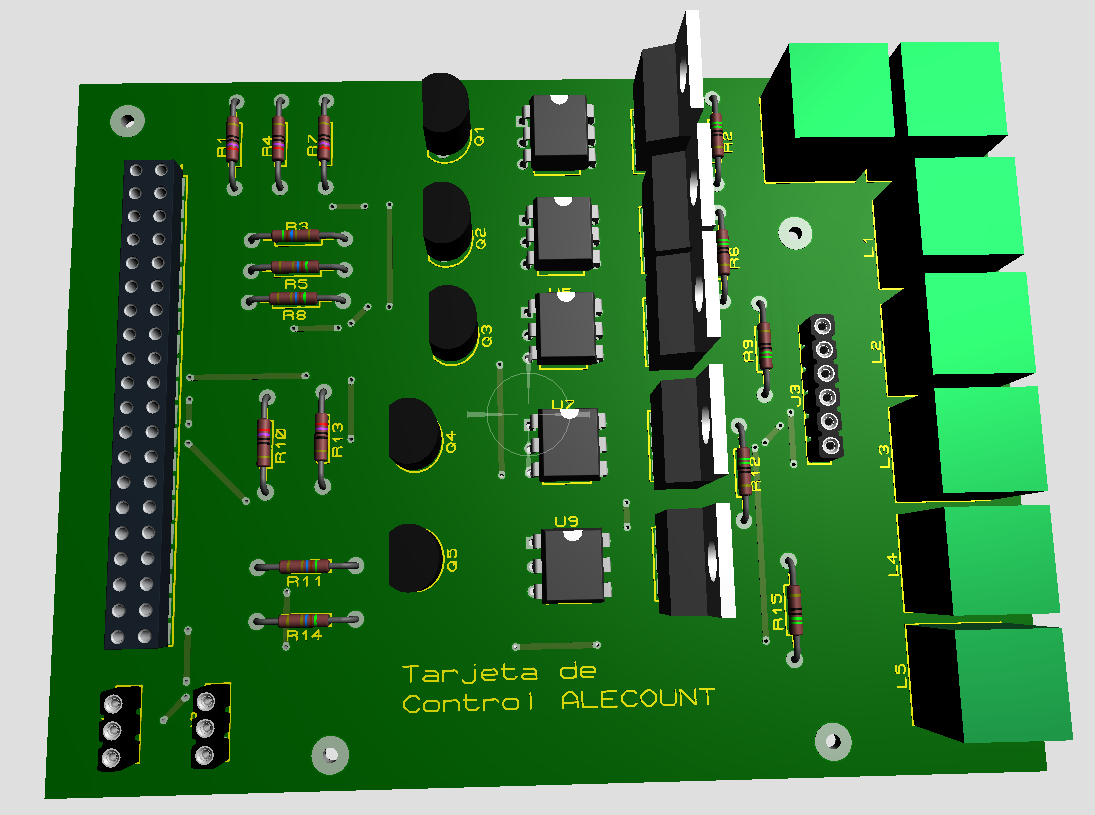 R1
R4
R7
Q1
R2
R3
Q2
R6
L1
R5
R8
Q3
R9
L2
J3
U7
R10
R13
Q4
R12
L3
U9
Q5
L4
R11
R14
R15
L5
Tarjeta de
Control ALECOUNT